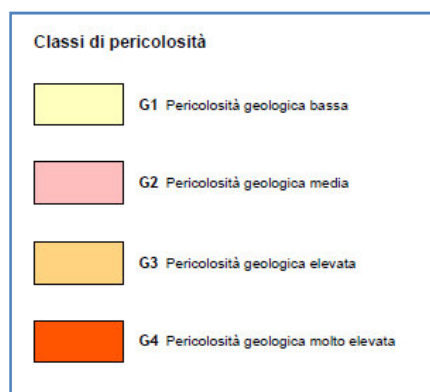 Classi di pericolosità
G1 Pericolosità geologica bassa
G2 Pericolosità geologica media
G3 Pericolosità geologica elevata
G4 Pericolosità geologica molto elevata